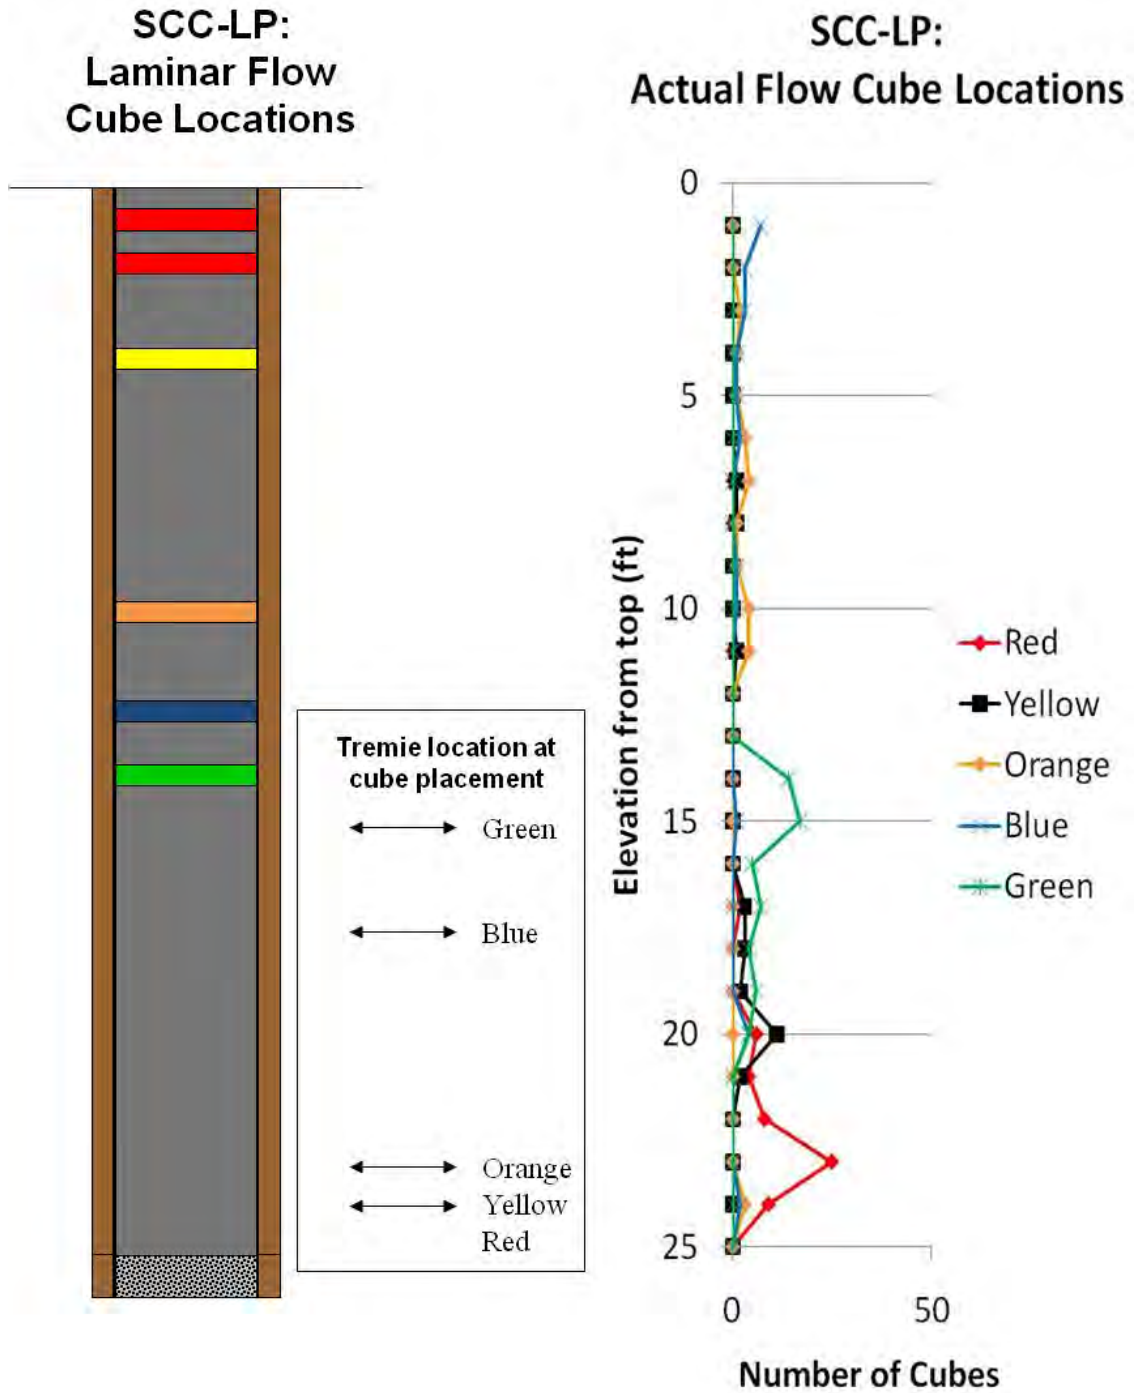 SCC-LP:
Laminar Flow
Cube Locations
Tremie location at
cube placement
Green
Blue
Orange
Yellow
Red
SCC-LP:
Actual Flow Cube Locations
Elevation from top (ft)
0
5
10
15
20
25
0 50
Number of Cubes
Red
Yellow
Orange
Blue
Green